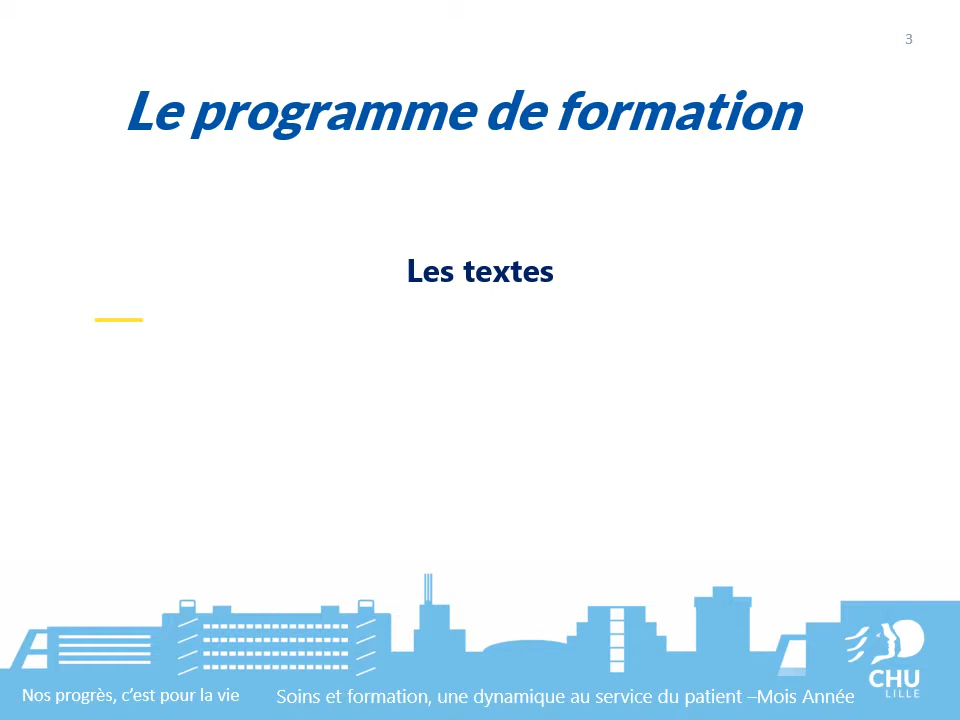 3
Le programme de formation
Les textes
Nos progrès, c’est pour la vie
Soins et formation, une dynamique au service du patient –Mois Année
CHU
LILLE